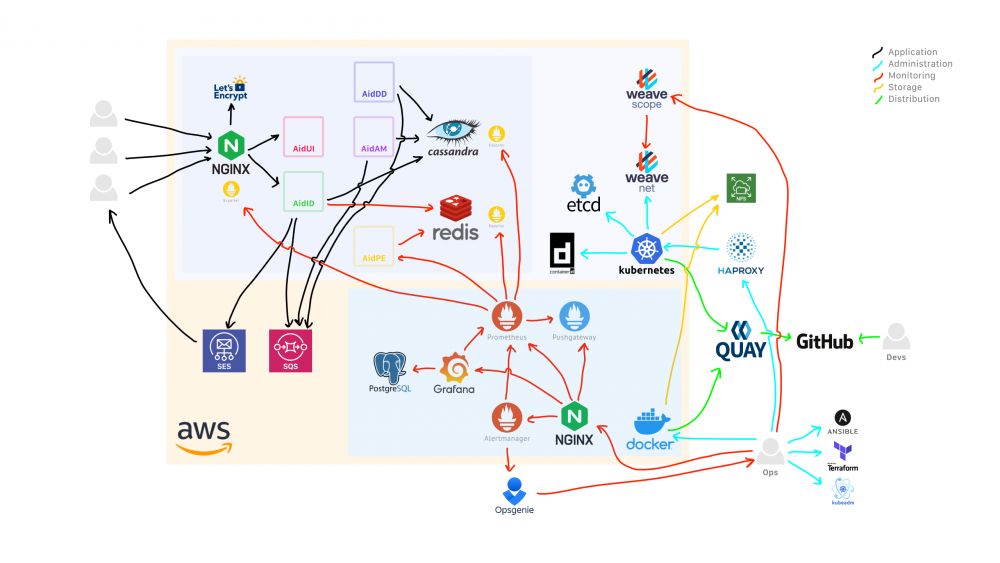 Application
Administration
Monitoring
Storage
Distribution
Let's
Encrypt
AidDD
weave
scope
NGINX
AidUI
AidAM
cassandra
Exporter
weave
net
Exporter
AidID
etcd
NFS
redis
Exporter
AidPE
containerd
kubernetes
HAPROXY
Prometheus
Pushgateway
QUAY
GitHub
Devs
SES
SQS
PostgreSQL
Grafana
aws
Alertmanager
NGINX
docker
ANSIBLE
Ops
HashiCorp
Terraform
Opsgenie
kubeadm